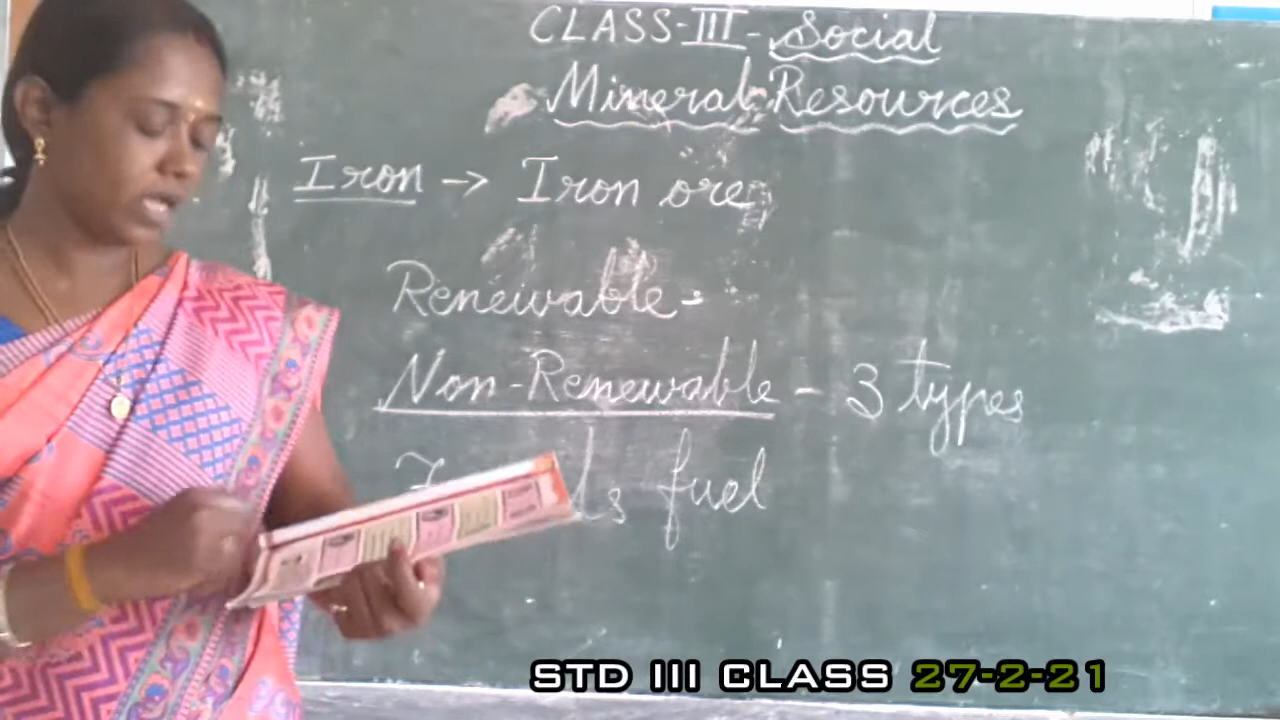 CLASS-III - Social
Mineral Resources
Iron -> Iron ore
Renewable -
Non-Renewable - 3 types
fuel
STD III CLASS 27-2-21